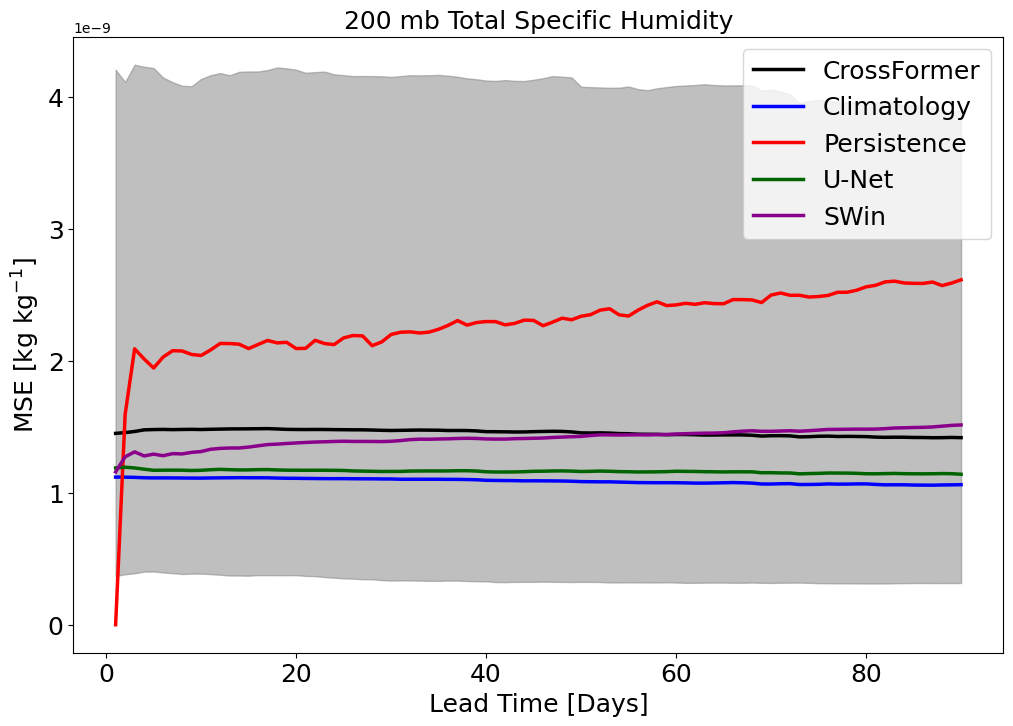 200 mb Total Specific Humidity
1e−9
MSE [kg kg⁻¹]
4
3
2
1
0
CrossFormer
Climatology
Persistence
U-Net
SWin
0 20 40 60 80
Lead Time [Days]